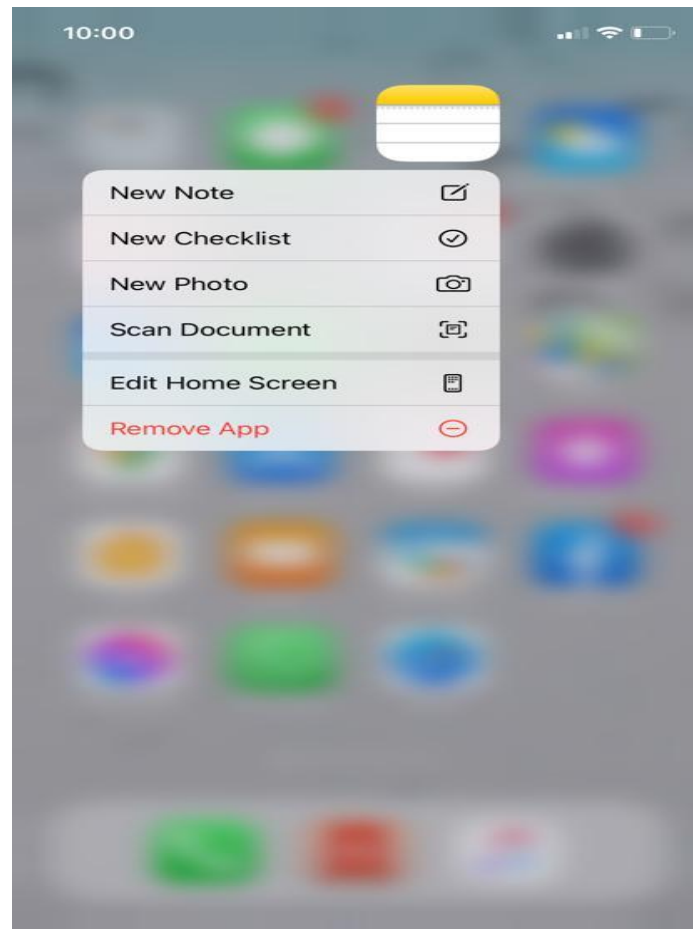 10:00
New Note
New Checklist
New Photo
Scan Document
Edit Home Screen
Remove App